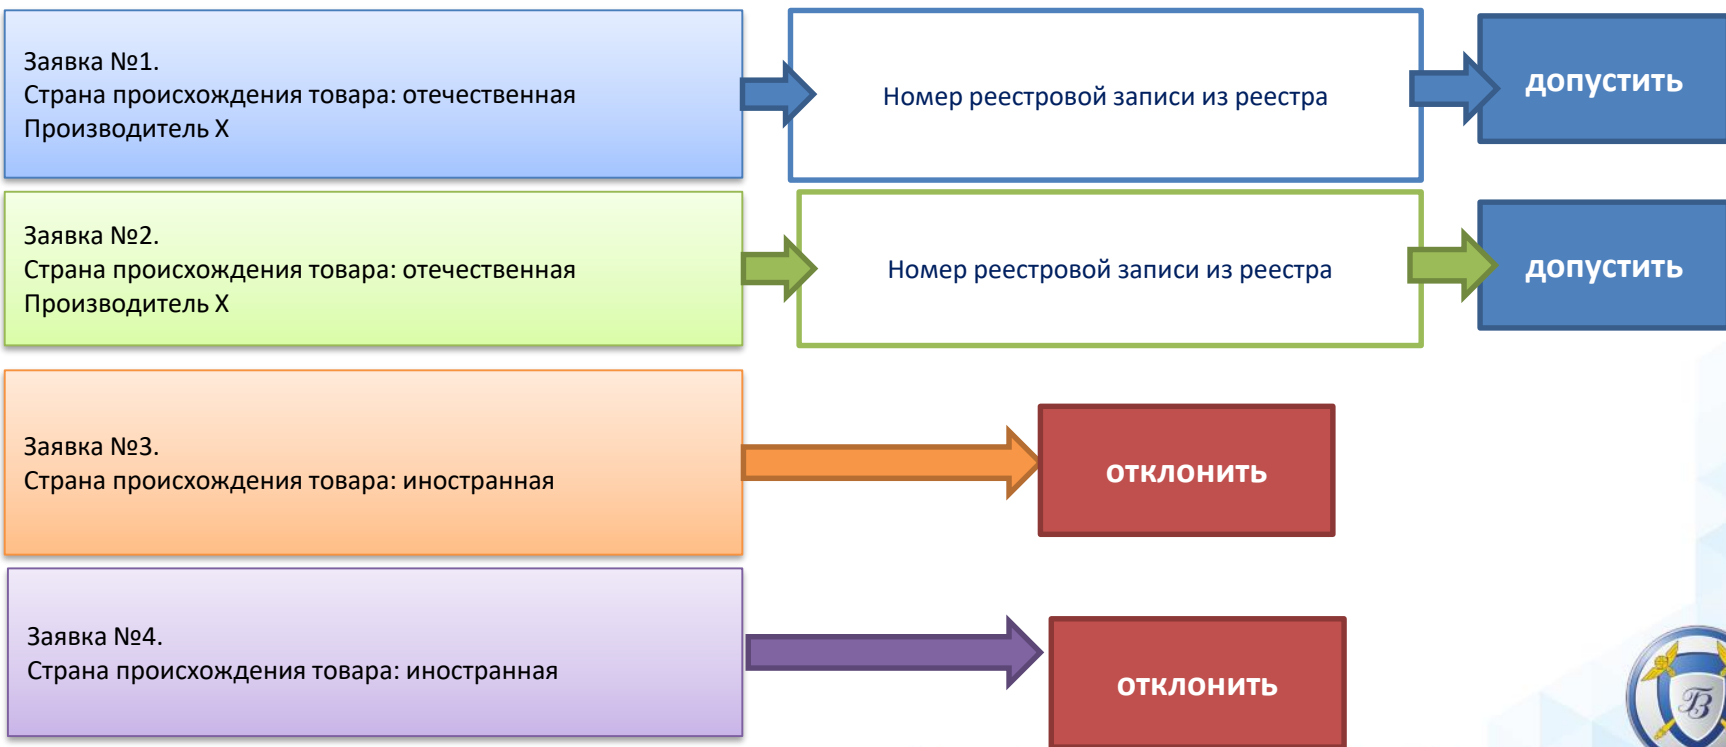 Заявка №1.
Страна происхождения товара: отечественная
Производитель X
Номер реестровой записи из реестра
допустить
Заявка №2.
Страна происхождения товара: отечественная
Производитель X
Номер реестровой записи из реестра
допустить
Заявка №3.
Страна происхождения товара: иностранная
отклонить
Заявка №4.
Страна происхождения товара: иностранная
отклонить